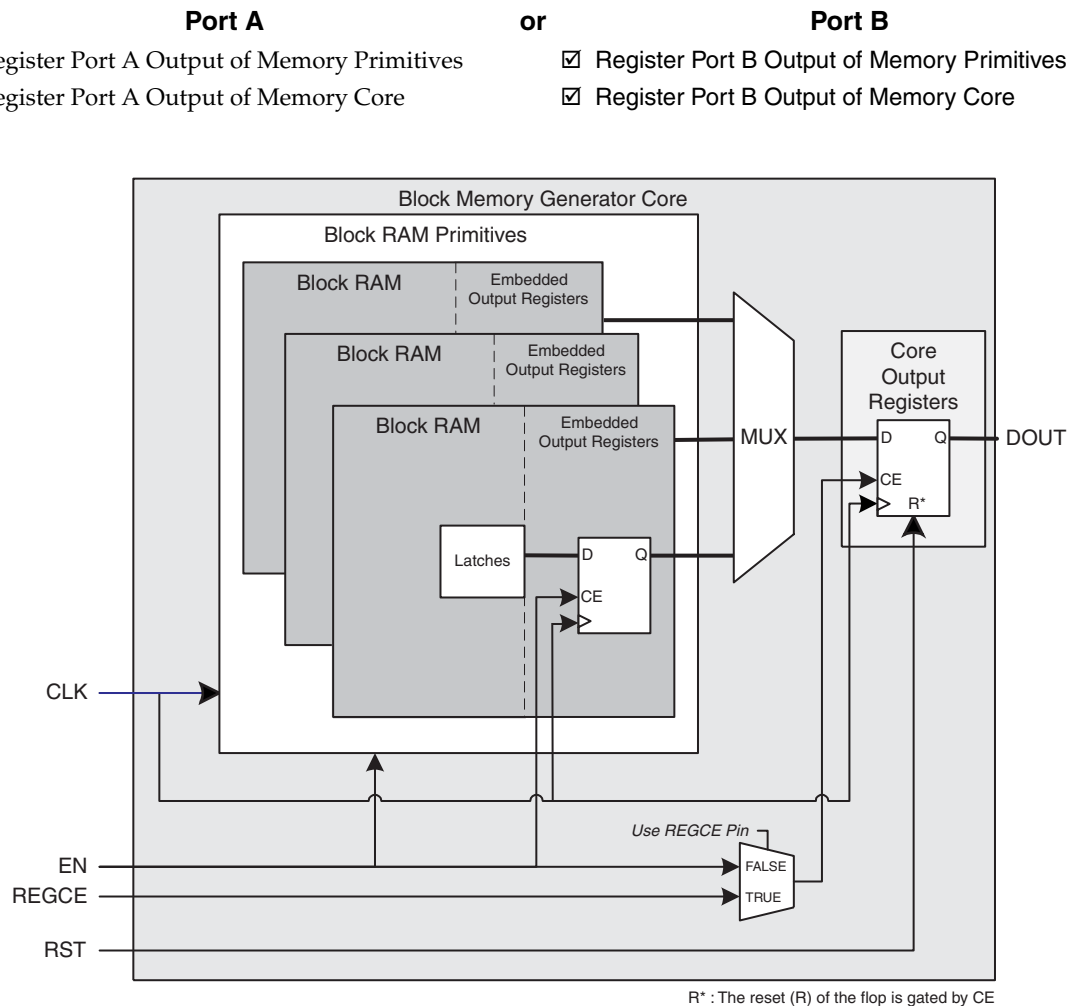 Port A or Port B
egister Port A Output of Memory Primitives ☑ Register Port B Output of Memory Primitives
egister Port A Output of Memory Core ☑ Register Port B Output of Memory Core
Block Memory Generator Core
Block RAM Primitives
Block RAM
Embedded
Output Registers
Block RAM
Embedded
Output Registers
Block RAM
Embedded
Output Registers
MUX
Core
Output
Registers
D Q
DOUT
CE
R*
Latches
D Q
CE
CLK
Use REGCE Pin
EN
FALSE
REGCE
TRUE
RST
R* : The reset (R) of the flop is gated by CE